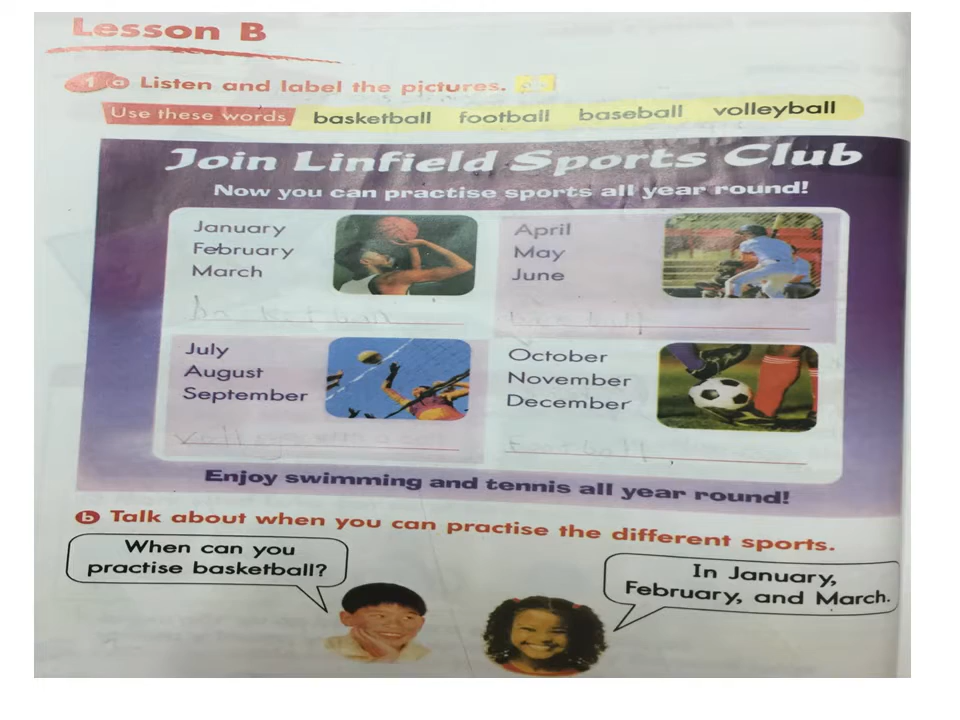 Lesson B
1 a Listen and label the pictures.
Use these words basketball football baseball volleyball
Join Linfield Sports Club
Now you can practise sports all year round!
January
February
March
April
May
June
July
August
September
October
November
December
Enjoy swimming and tennis all year round!
b Talk about when you can practise the different sports.
When can you
practise basketball?
In January,
February, and March.